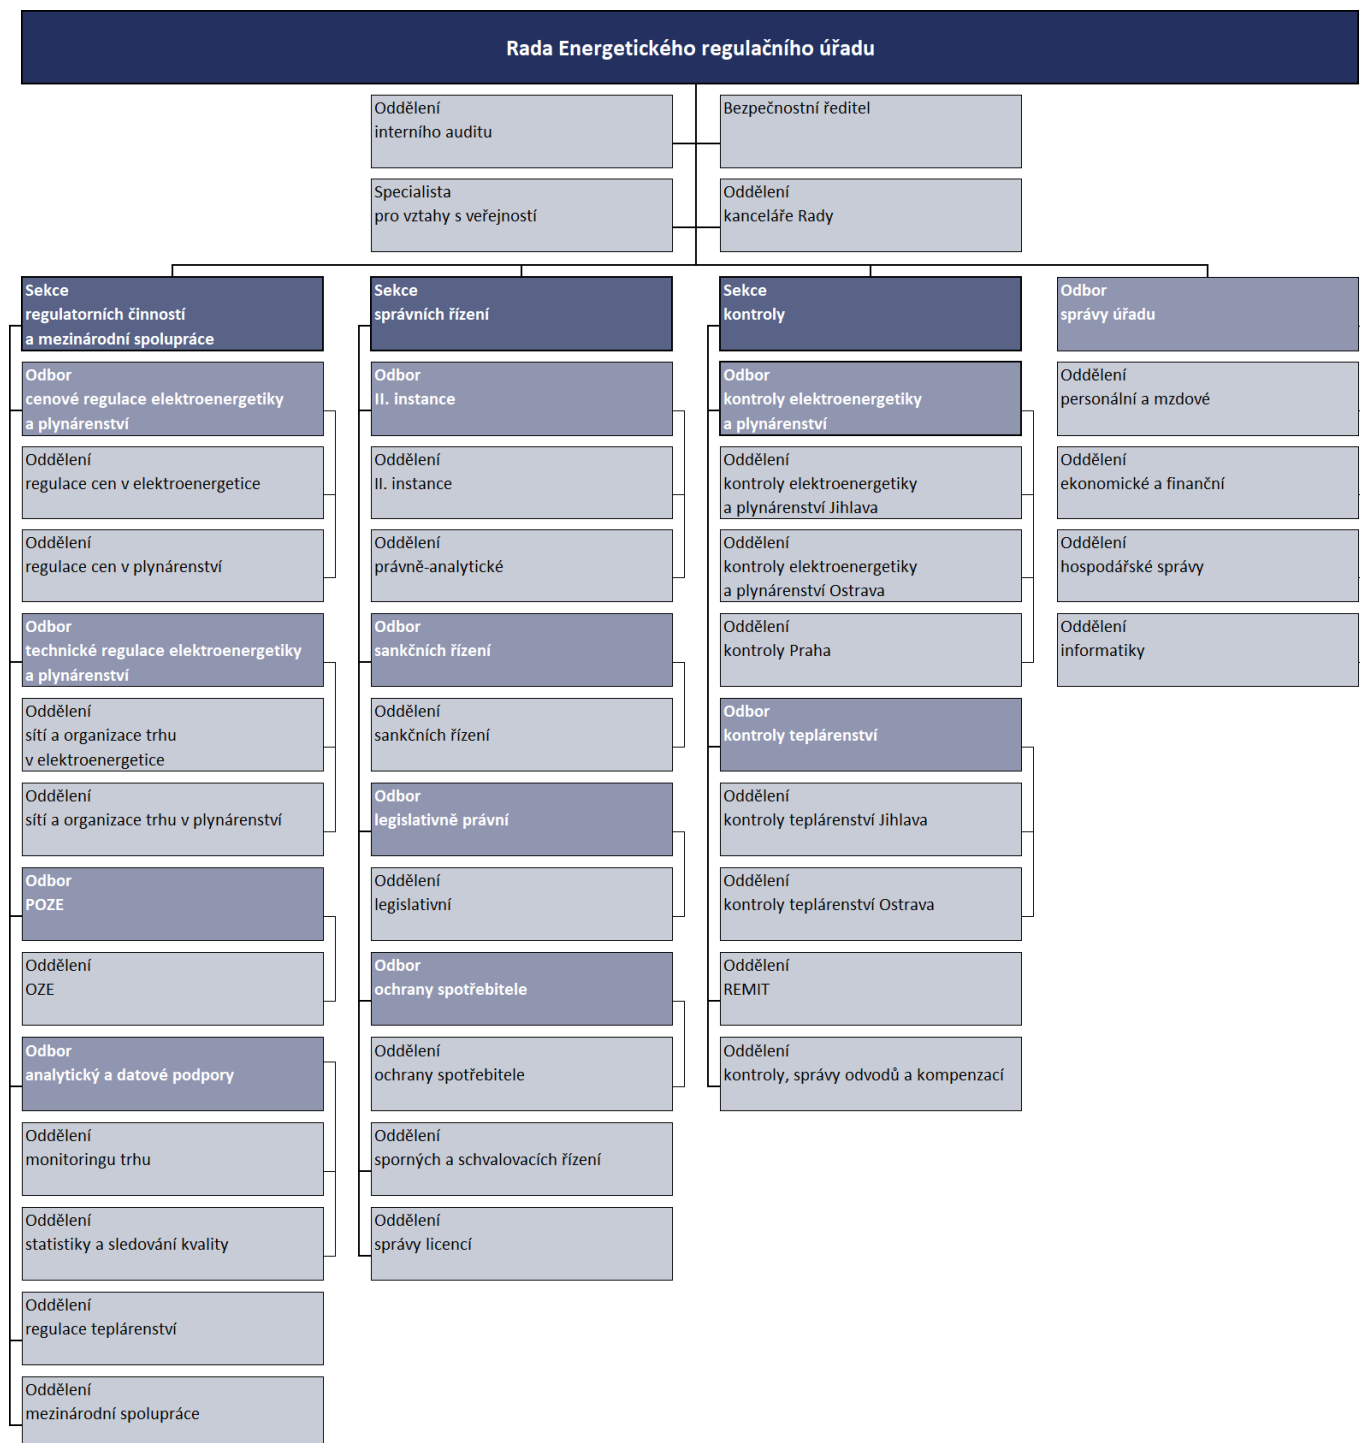 Rada Energetického regulačního úřadu
Oddělení
interního auditu
Bezpečnostní ředitel
Specialista
pro vztahy s veřejností
Oddělení
kanceláře Rady
Sekce
regulatorních činností
a mezinárodní spolupráce
Odbor
cenové regulace elektroenergetiky
a plynárenství
Oddělení
regulace cen v elektroenergetice
Oddělení
regulace cen v plynárenství
Odbor
technické regulace elektroenergetiky
a plynárenství
Oddělení
sítí a organizace trhu
v elektroenergetice
Oddělení
sítí a organizace trhu v plynárenství
Odbor
POZE
Oddělení
OZE
Odbor
analytický a datové podpory
Oddělení
monitoringu trhu
Oddělení
statistiky a sledování kvality
Oddělení
regulace teplárenství
Oddělení
mezinárodní spolupráce
Sekce
správních řízení
Odbor
II. instance
Oddělení
II. instance
Oddělení
právně-analytické
Odbor
sankčních řízení
Oddělení
sankčních řízení
Odbor
legislativně právní
Oddělení
legislativní
Odbor
ochrany spotřebitele
Oddělení
ochrany spotřebitele
Oddělení
sporných a schvalovacích řízení
Oddělení
správy licencí
Sekce
kontroly
Odbor
kontroly elektroenergetiky
a plynárenství
Oddělení
kontroly elektroenergetiky
a plynárenství Jihlava
Oddělení
kontroly elektroenergetiky
a plynárenství Ostrava
Oddělení
kontroly Praha
Odbor
kontroly teplárenství
Oddělení
kontroly teplárenství Jihlava
Oddělení
kontroly teplárenství Ostrava
Oddělení
REMIT
Oddělení
kontroly, správy odvodů a kompenzací
Odbor
správy úřadu
Oddělení
personální a mzdové
Oddělení
ekonomické a finanční
Oddělení
hospodářské správy
Oddělení
informatiky